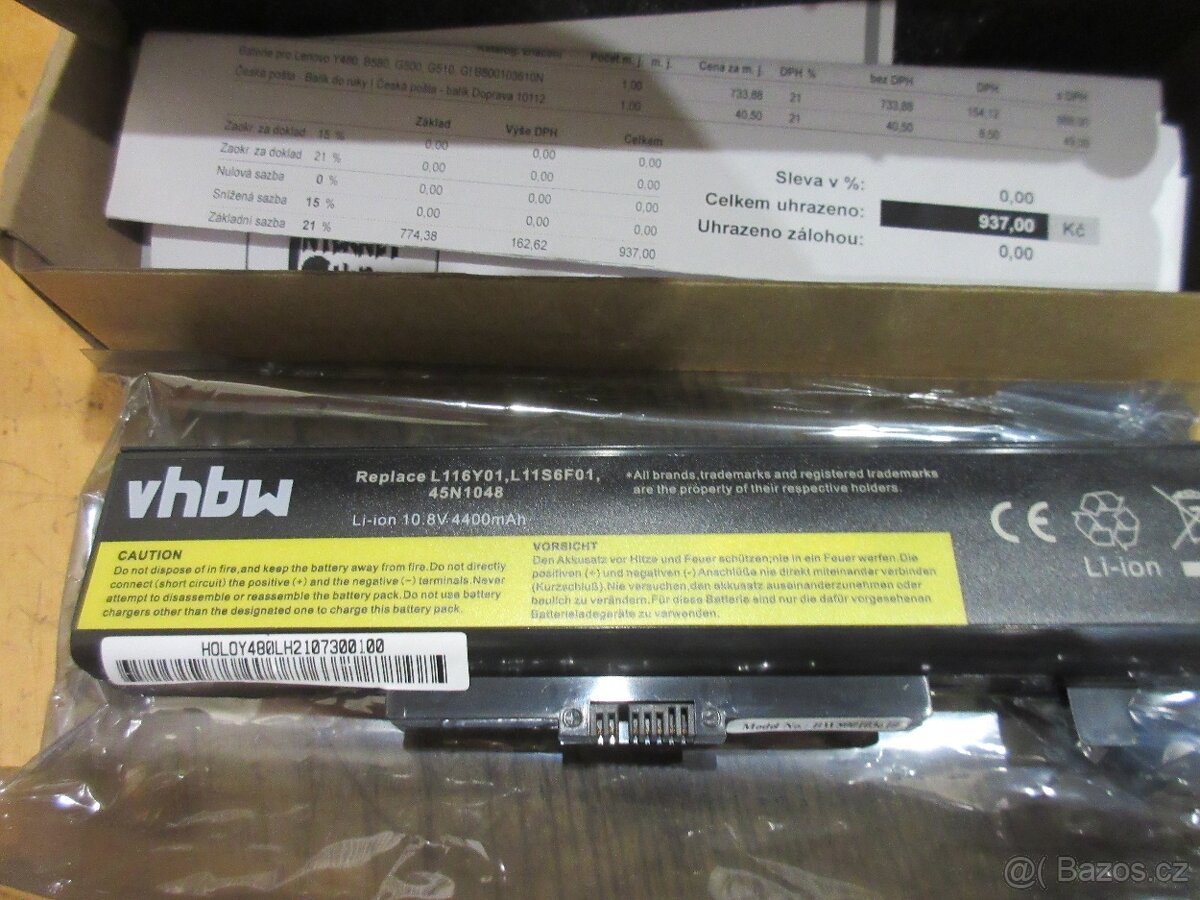 Katalog. označení Počet m. j. m. j. Cena za m. j. DPH % bez DPH DPH s DPH
Baterie pro Lenovo Y480, B580, G500, G510, 1,00 733,88 21 733,88 154,12
Česká pošta - Balík do ruky | Česká pošta - balík Doprava 10112 1,00 40,50 21 40,50 8,50
Základ Výše DPH Celkem
Zaokr. za doklad 15 % 0,00 0,00 0,00
Zaokr. za doklad 21 % 0,00 0,00 0,00
Nulová sazba 0 % 0,00 0,00 0,00
Snížená sazba 15 % 0,00 0,00 0,00
Základní sazba 21 % 774,38 162,62 937,00
Sleva v %: 0,00
Celkem uhrazeno: 937,00 Kč
Uhrazeno zálohou: 0,00
vhbw
Replace L116Y01,L11S6F01,
45N1048
Li-ion 10.8V 4400mAh
*All brands,trademarks and registered trademarks
are the property of their respective holders.
CE
Li-ion
CAUTION
Do not dispose of in fire,and keep the battery away from fire.Do not directly
connect (short circuit) the positive (+) and the negative (-) terminals.Never
attempt to disassemble or reassemble the battery pack.Do not use battery
chargers other than the designated one to charge this battery pack.
VORSICHT
Den Akkusatz vor Hitze und Feuer schützen;nie in ein Feuer werfen.Die
positiven (+) und negativen (-) Anschlüße nie direkt miteinander verbinden
(Kurzschluß).Nie versuchen,den akkusatz auseinanderzunehmen oder
baulich zu verändern.Für diese Batterie sind nur die dafür vorgesehenen
Batterieladegeräte zu verwenden.
HOLOY480LH2107300100
Model No.:
@( Bazos.cz